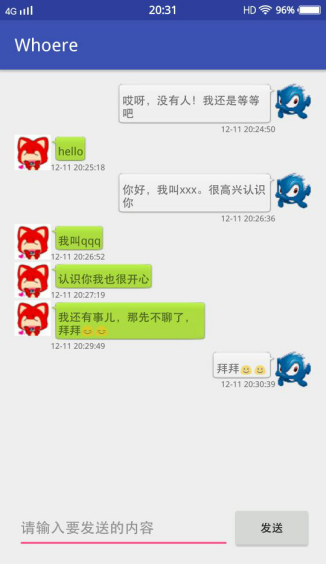 4G 20:31 HD 96%
Whoere
哎呀，没有人！我还是等等
吧
12-11 20:24:50
hello
12-11 20:25:18
你好，我叫xxx。很高兴认识
你
12-11 20:26:36
我叫qqq
12-11 20:26:52
认识你我也很开心
12-11 20:27:19
我还有事儿，那先不聊了，
拜拜😊😊
12-11 20:29:49
拜拜🙂🙂
12-11 20:30:39
请输入要发送的内容
发送